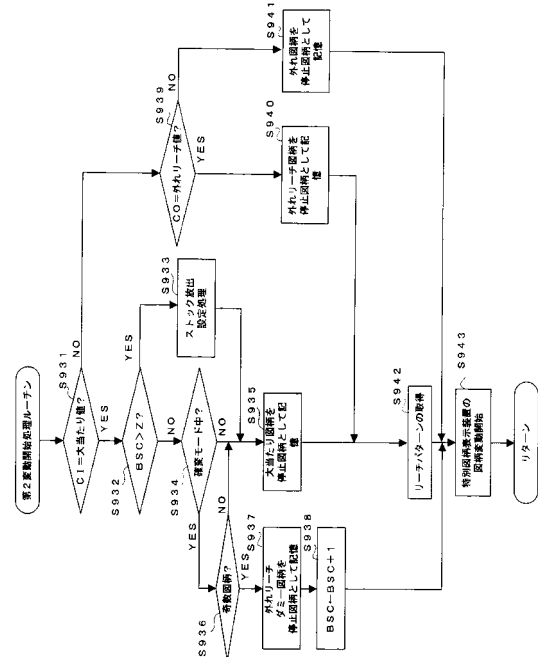 第2変動開始処理ルーチン
S931
CI=大当たり値?
NO
YES
S932
BSC>Z?
YES
NO
S933
ストック放出
設定処理
S934
確変モード中?
YES
NO
S936
奇数図柄?
NO
YES
S935
大当たり図柄を
停止図柄として記
憶
S937
外れリーチ
ダミー図柄を
停止図柄として記憶
S938
BSC←BSC+1
S939
CO=外れリーチ値?
NO
YES
S940
外れリーチ図柄を
停止図柄として記
憶
S941
外れ図柄を
停止図柄として
記憶
S942
リーチパターンの取得
S943
特別図柄表示装置の
図柄変動開始
リターン